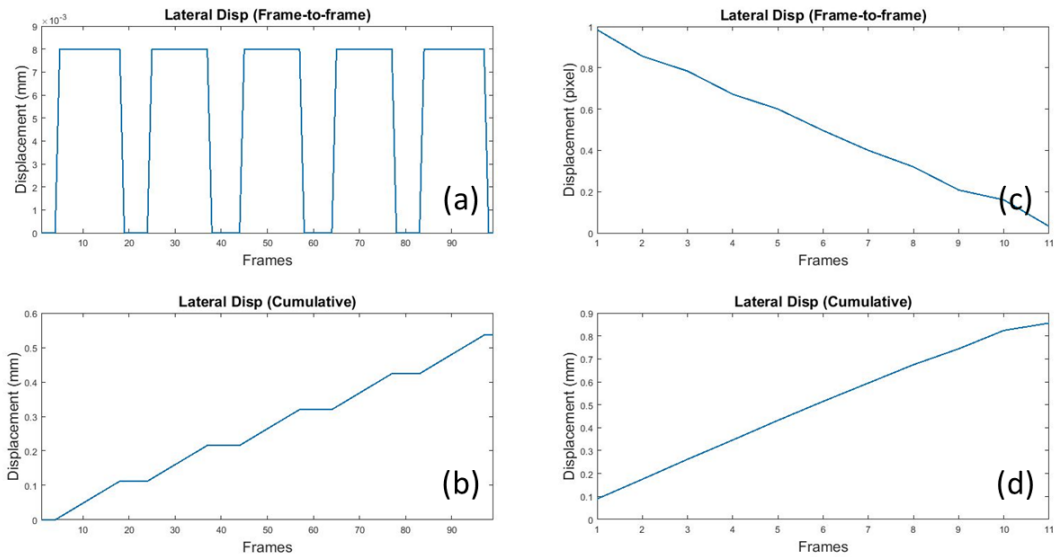 Lateral Disp (Frame-to-frame)
×10⁻³
9
8
7
6
5
4
3
2
1
0
Displacement (mm)
10 20 30 40 50 60 70 80 90
Frames
(a)
Lateral Disp (Cumulative)
0.6
0.5
0.4
0.3
0.2
0.1
0
Displacement (mm)
10 20 30 40 50 60 70 80 90
Frames
(b)
Lateral Disp (Frame-to-frame)
1
0.8
0.6
0.4
0.2
0
Displacement (pixel)
1 2 3 4 5 6 7 8 9 10 11
Frames
(c)
Lateral Disp (Cumulative)
0.9
0.8
0.7
0.6
0.5
0.4
0.3
0.2
0.1
0
Displacement (mm)
1 2 3 4 5 6 7 8 9 10 11
Frames
(d)